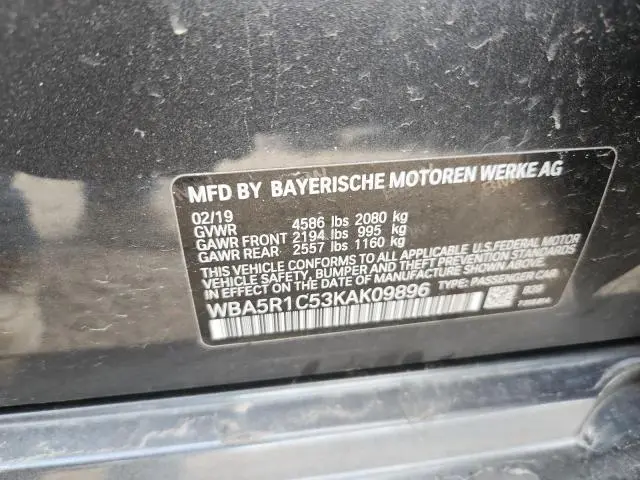 MFD BY BAYERISCHE MOTOREN WERKE AG
02/19
GVWR 4586 lbs 2080 kg
GAWR FRONT 2194 lbs 995 kg
GAWR REAR 2557 lbs 1160 kg
THIS VEHICLE CONFORMS TO ALL APPLICABLE U.S.FEDERAL MOTOR
VEHICLE SAFETY, BUMPER AND THEFT PREVENTION STANDARDS
IN EFFECT ON THE DATE OF MANUFACTURE SHOWN ABOVE.
WBA5R1C53KAK09896 TYPE: PASSENGER CAR